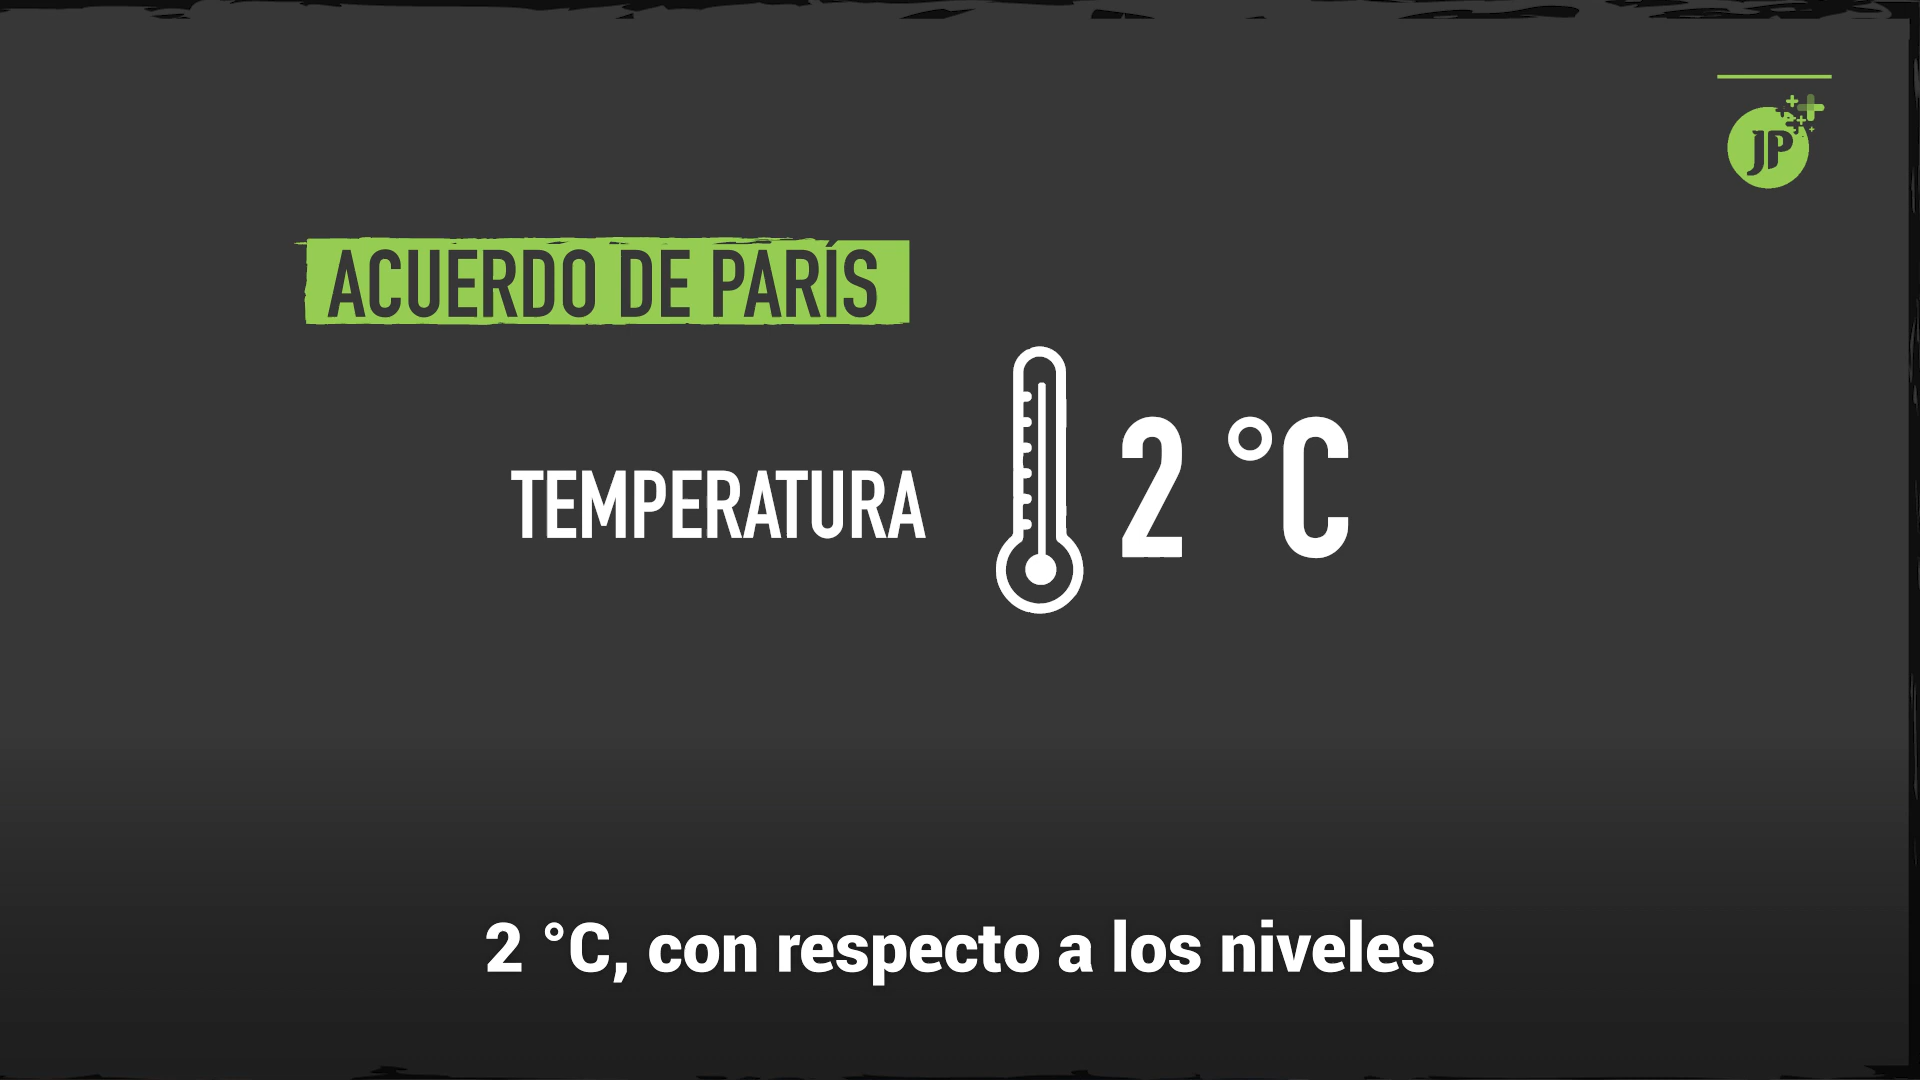 JP
ACUERDO DE PARÍS
TEMPERATURA
2 °C
2 °C, con respecto a los niveles